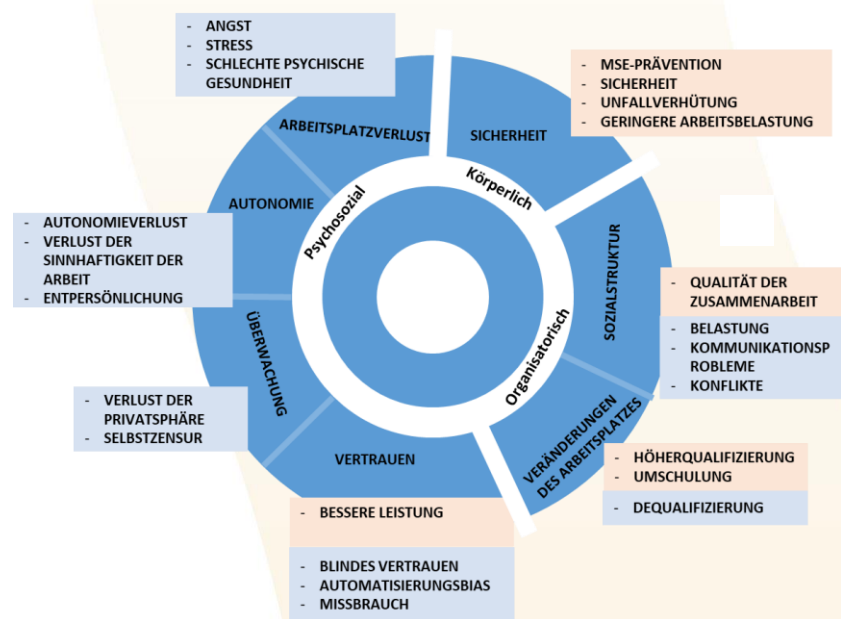 - ANGST
- STRESS
- SCHLECHTE PSYCHISCHE
GESUNDHEIT
- MSE-PRÄVENTION
- SICHERHEIT
- UNFALLVERHÜTUNG
- GERINGERE ARBEITSBELASTUNG
ARBEITSPLATZVERLUST
SICHERHEIT
Körperlich
Psychosozial
AUTONOMIE
- AUTONOMIEVERLUST
- VERLUST DER
SINNHAFTIGKEIT DER
ARBEIT
- ENTPERSÖNLICHUNG
SOZIALSTRUKTUR
- QUALITÄT DER
ZUSAMMENARBEIT
- BELASTUNG
- KOMMUNIKATIONSP
ROBLEME
- KONFLIKTE
Organisatorisch
ÜBERWACHUNG
- VERLUST DER
PRIVATSPHÄRE
- SELBSTZENSUR
VERÄNDERUNGEN
DES ARBEITSPLATZES
- HÖHERQUALIFIZIERUNG
- UMSCHULUNG
- DEQUALIFIZIERUNG
VERTRAUEN
- BESSERE LEISTUNG
- BLINDES VERTRAUEN
- AUTOMATISIERUNGSBIAS
- MISSBRAUCH